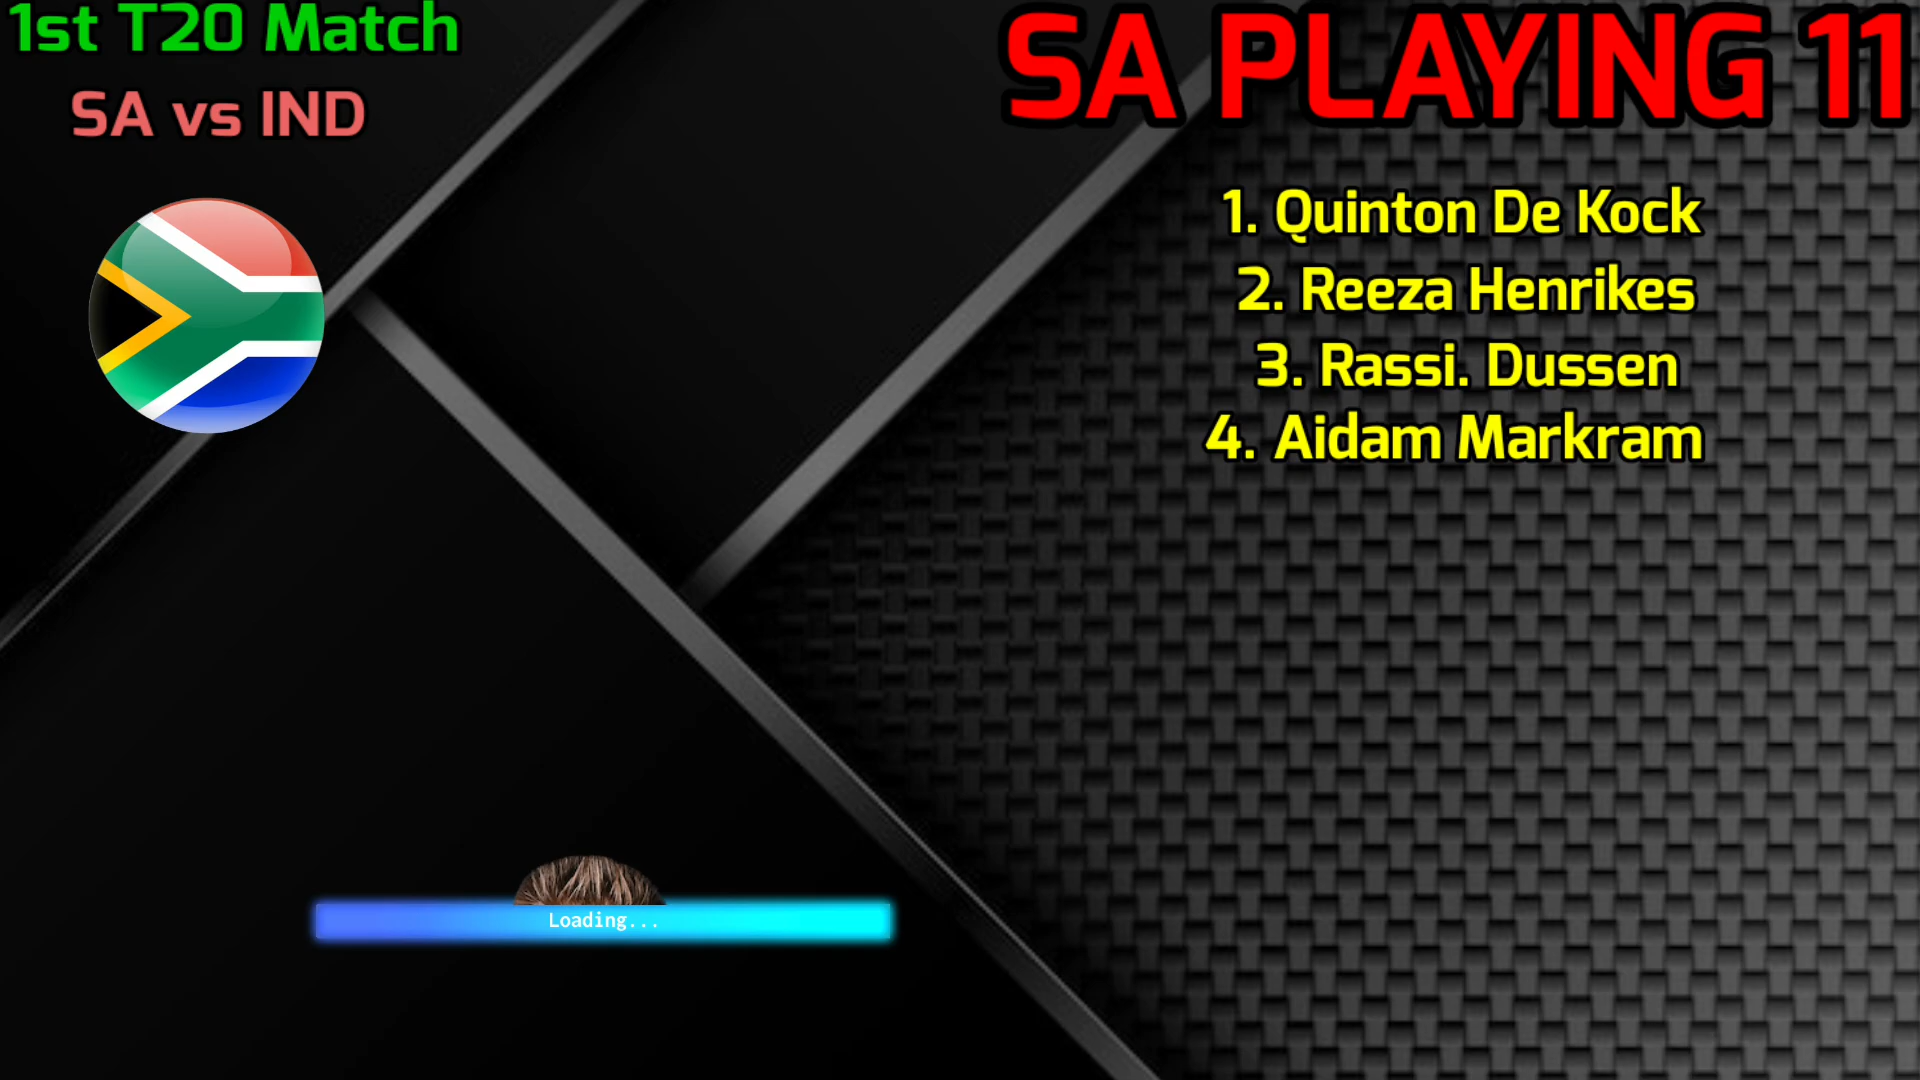 1st T20 Match
SA vs IND
SA PLAYING 11
1. Quinton De Kock
2. Reeza Henrikes
3. Rassi. Dussen
4. Aidam Markram
Loading...